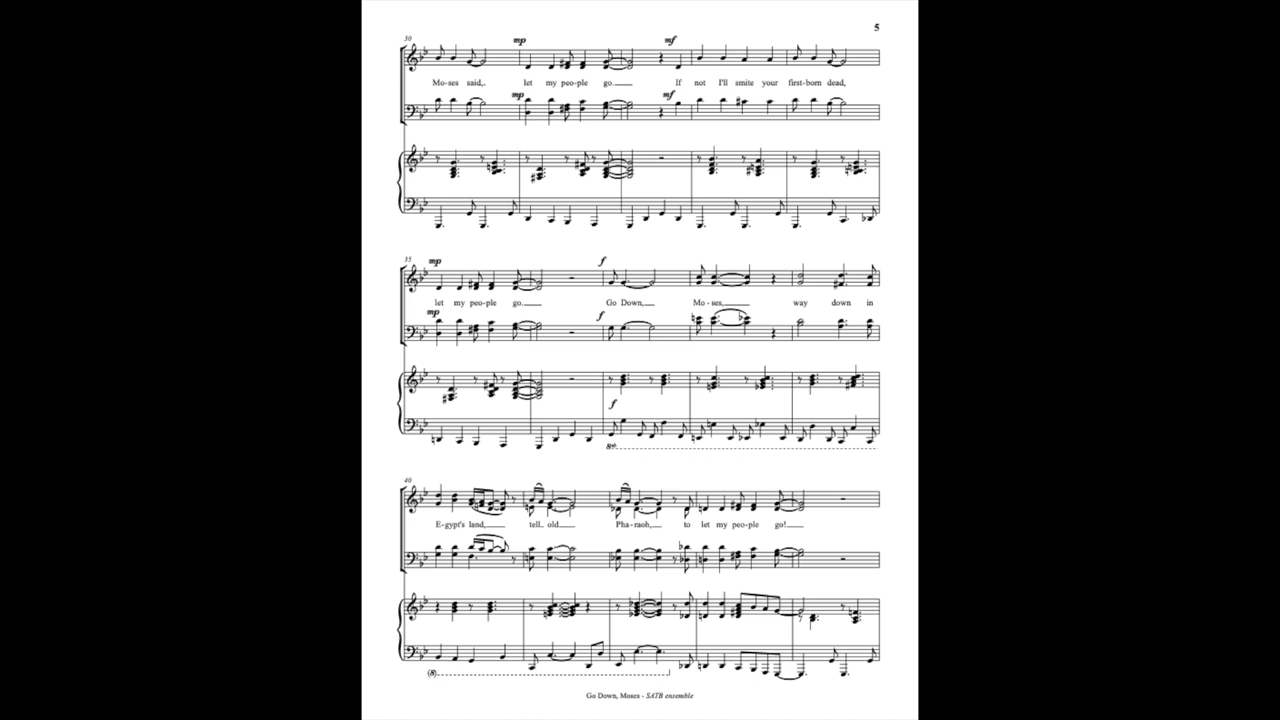 5
30
mp mf
Mo-ses said,. let my peo-ple go. If not I'll smite your first-born dead,
mp mf
35
mp f
let my peo-ple go. Go Down, Mo-ses, way down in
mp f
f
8vb
40
E-gypt's land, tell old Pha-raoh, to let my peo-ple go!
(8)
Go Down, Moses - SATB ensemble